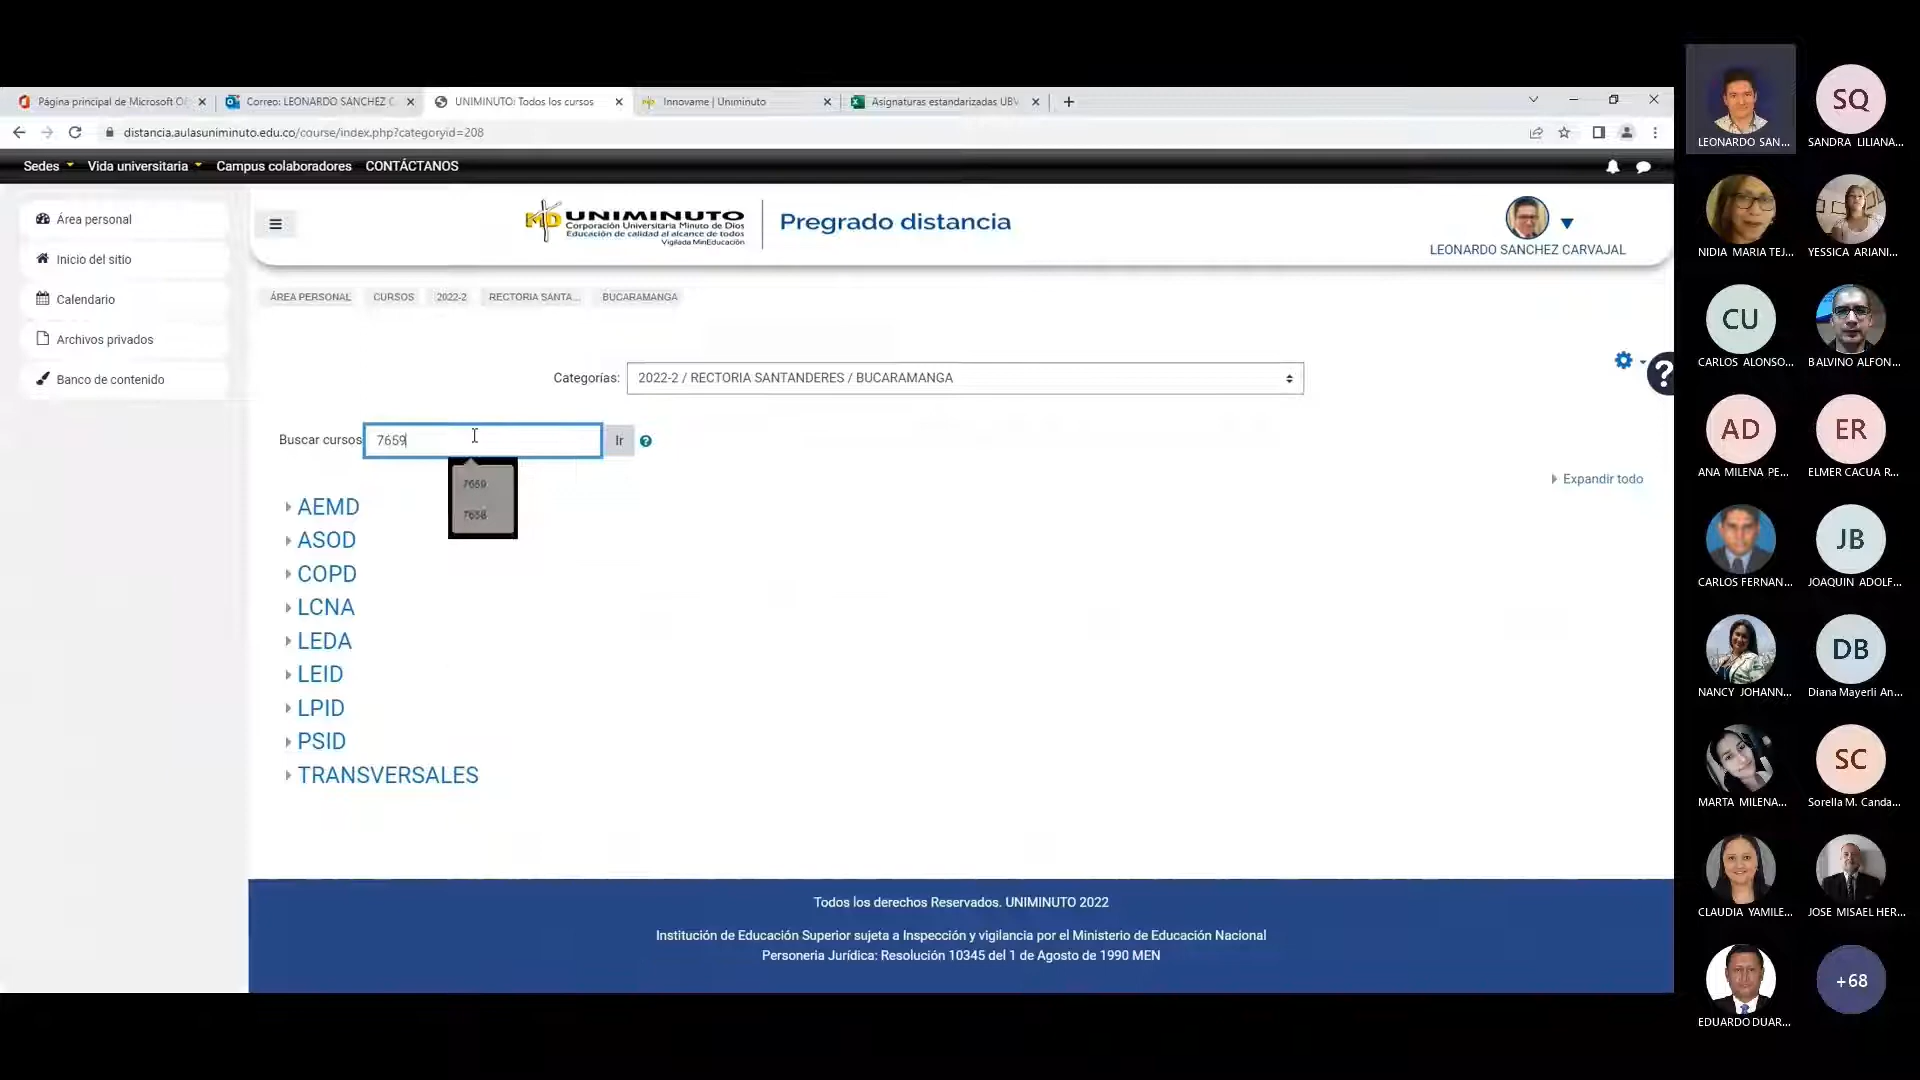 Página principal de Microsoft Of
Correo: LEONARDO SANCHEZ C
UNIMINUTO: Todos los cursos
Innovame | Uniminuto
Asignaturas estandarizadas UBV
distancia.aulasuniminuto.edu.co/course/index.php?categoryid=208
Sedes
Vida universitaria
Campus colaboradores
CONTÁCTANOS
Área personal
Inicio del sitio
Calendario
Archivos privados
Banco de contenido
UNIMINUTO
Corporación Universitaria Minuto de Dios
Educación de calidad al alcance de todos
Vigilada MinEducación
Pregrado distancia
LEONARDO SANCHEZ CARVAJAL
ÁREA PERSONAL
CURSOS
2022-2
RECTORIA SANTA...
BUCARAMANGA
Categorías:
2022-2 / RECTORIA SANTANDERES / BUCARAMANGA
Buscar cursos
7659
Ir
7659
7658
Expandir todo
AEMD
ASOD
COPD
LCNA
LEDA
LEID
LPID
PSID
TRANSVERSALES
Todos los derechos Reservados. UNIMINUTO 2022
Institución de Educación Superior sujeta a Inspección y vigilancia por el Ministerio de Educación Nacional
Personeria Jurídica: Resolución 10345 del 1 de Agosto de 1990 MEN
LEONARDO SAN...
SQ
SANDRA LILIANA...
NIDIA MARIA TEJ...
YESSICA ARIANI...
CU
CARLOS ALONSO...
BALVINO ALFON...
AD
ANA MILENA PE...
ER
ELMER CACUA R...
CARLOS FERNAN...
JB
JOAQUIN ADOLF...
NANCY JOHANN...
DB
Diana Mayerli An...
MARTA MILENA...
SC
Sorella M. Canda...
CLAUDIA YAMILE...
JOSE MISAEL HER...
EDUARDO DUAR...
+68